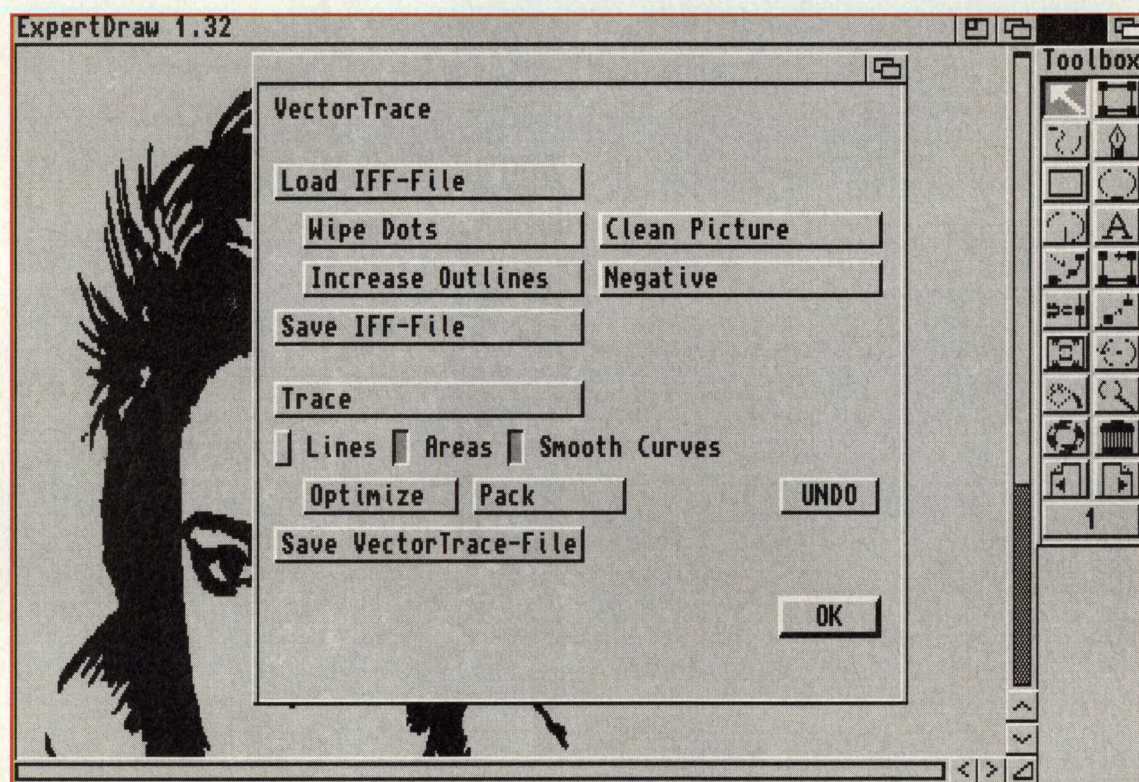 ExpertDraw 1.32
Toolbox
VectorTrace
Load IFF-File
Wipe Dots
Clean Picture
Increase Outlines
Negative
Save IFF-File
Trace
Lines
Areas
Smooth Curves
Optimize
Pack
UNDO
Save VectorTrace-File
OK
A
1